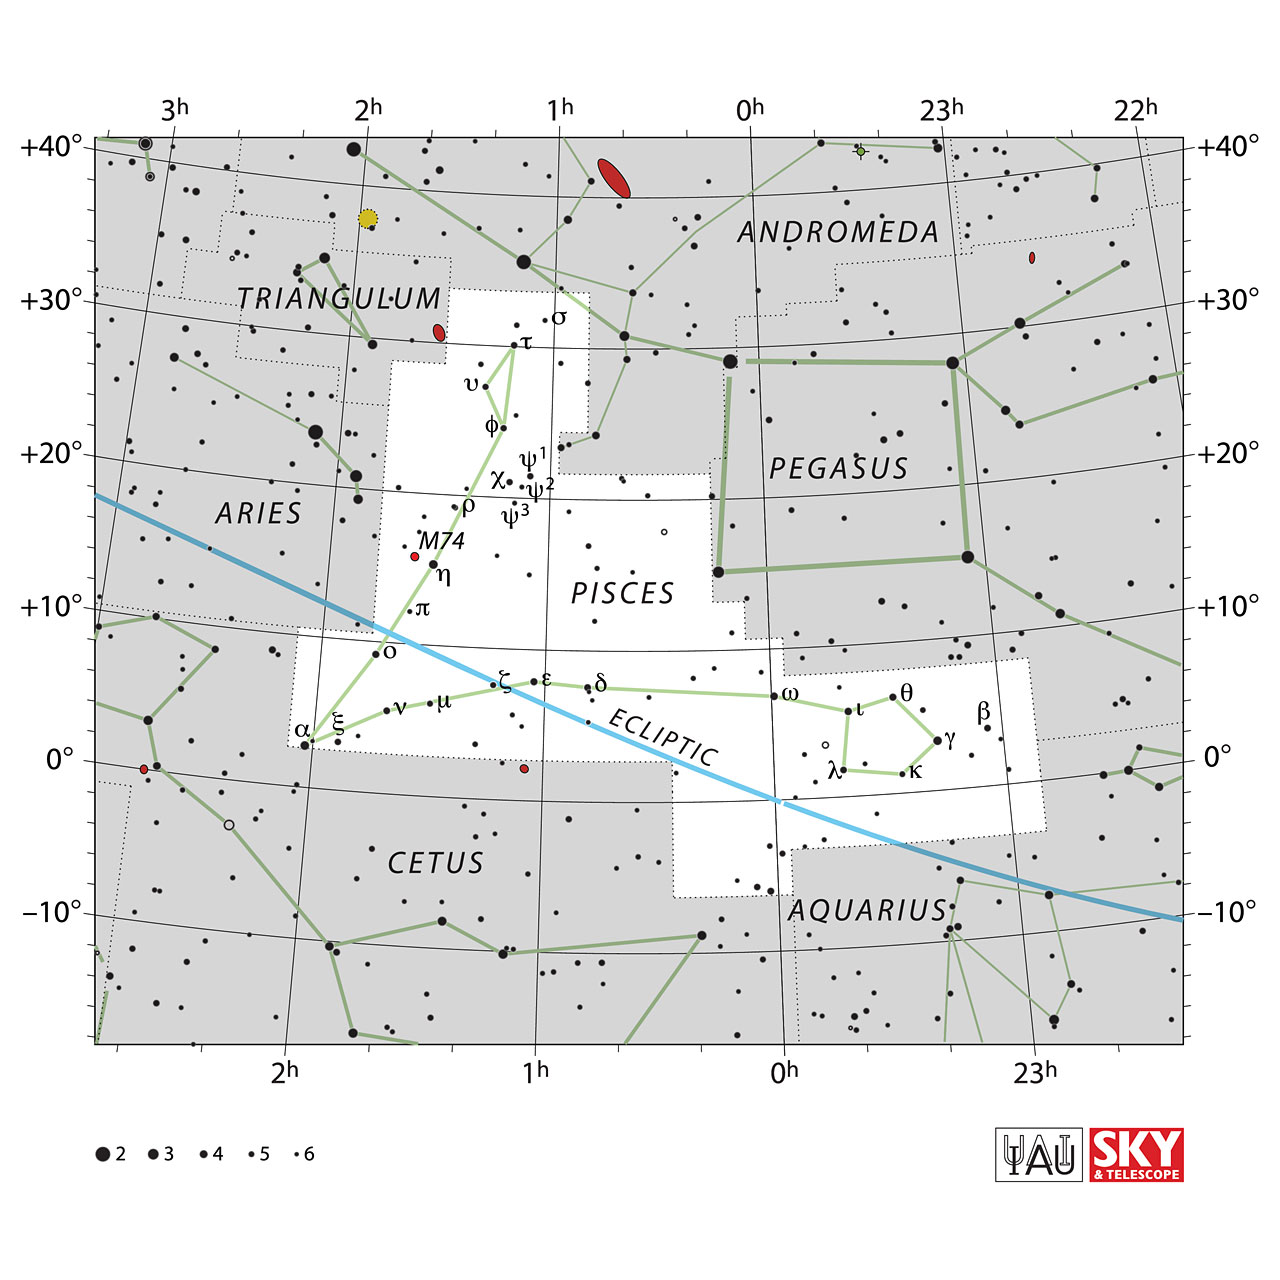 3h 2h 1h 0h 23h 22h
+40° +40°
ANDROMEDA
+30° TRIANGULUM +30°
σ
τ
υ
φ
+20° ψ1 PEGASUS +20°
χ ψ2
ρ ψ3
ARIES
M74
η
PISCES
+10° π +10°
ο
ζ ε δ ω θ
ν μ ι β
α ξ γ
ECLIPTIC
0° λ κ 0°
CETUS
−10° AQUARIUS −10°
2h 1h 0h 23h
2 3 4 5 6
IAU
SKY
& TELESCOPE